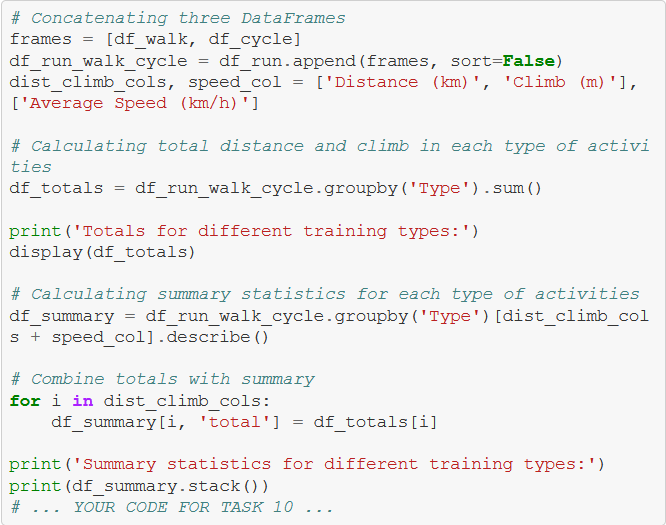 # Concatenating three DataFrames
frames = [df_walk, df_cycle]
df_run_walk_cycle = df_run.append(frames, sort=False)
dist_climb_cols, speed_col = ['Distance (km)', 'Climb (m)'],
['Average Speed (km/h)']

# Calculating total distance and climb in each type of activi
ties
df_totals = df_run_walk_cycle.groupby('Type').sum()

print('Totals for different training types:')
display(df_totals)

# Calculating summary statistics for each type of activities
df_summary = df_run_walk_cycle.groupby('Type')[dist_climb_col
s + speed_col].describe()

# Combine totals with summary
for i in dist_climb_cols:
    df_summary[i, 'total'] = df_totals[i]

print('Summary statistics for different training types:')
print(df_summary.stack())
# ... YOUR CODE FOR TASK 10 ...